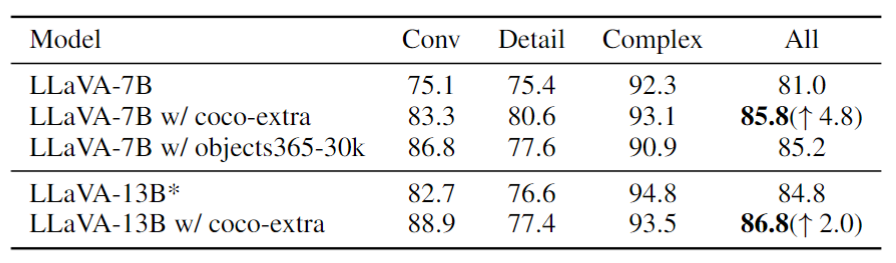 Model Conv Detail Complex All
LLaVA-7B 75.1 75.4 92.3 81.0
LLaVA-7B w/ coco-extra 83.3 80.6 93.1 85.8(↑ 4.8)
LLaVA-7B w/ objects365-30k 86.8 77.6 90.9 85.2
LLaVA-13B* 82.7 76.6 94.8 84.8
LLaVA-13B w/ coco-extra 88.9 77.4 93.5 86.8(↑ 2.0)